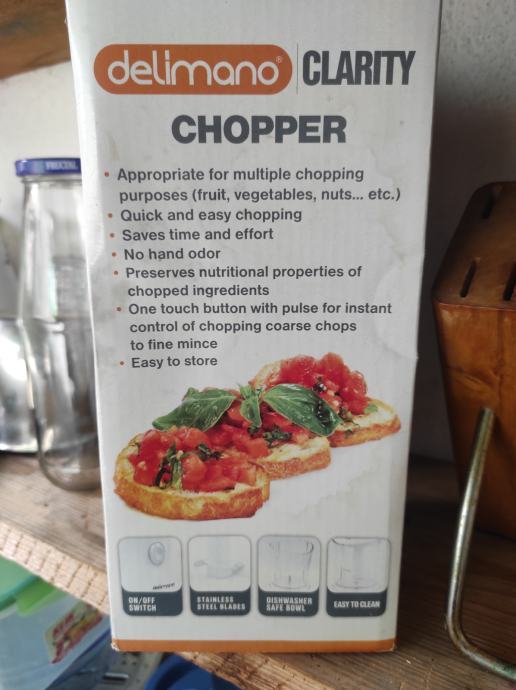 delimano® CLARITY
CHOPPER
• Appropriate for multiple chopping
purposes (fruit, vegetables, nuts... etc.)
• Quick and easy chopping
• Saves time and effort
• No hand odor
• Preserves nutritional properties of
chopped ingredients
• One touch button with pulse for instant
control of chopping coarse chops
to fine mince
• Easy to store
FRUCTAL
delimano
ON/OFF
SWITCH
STAINLESS
STEEL BLADES
DISHWASHER
SAFE BOWL
EASY TO CLEAN